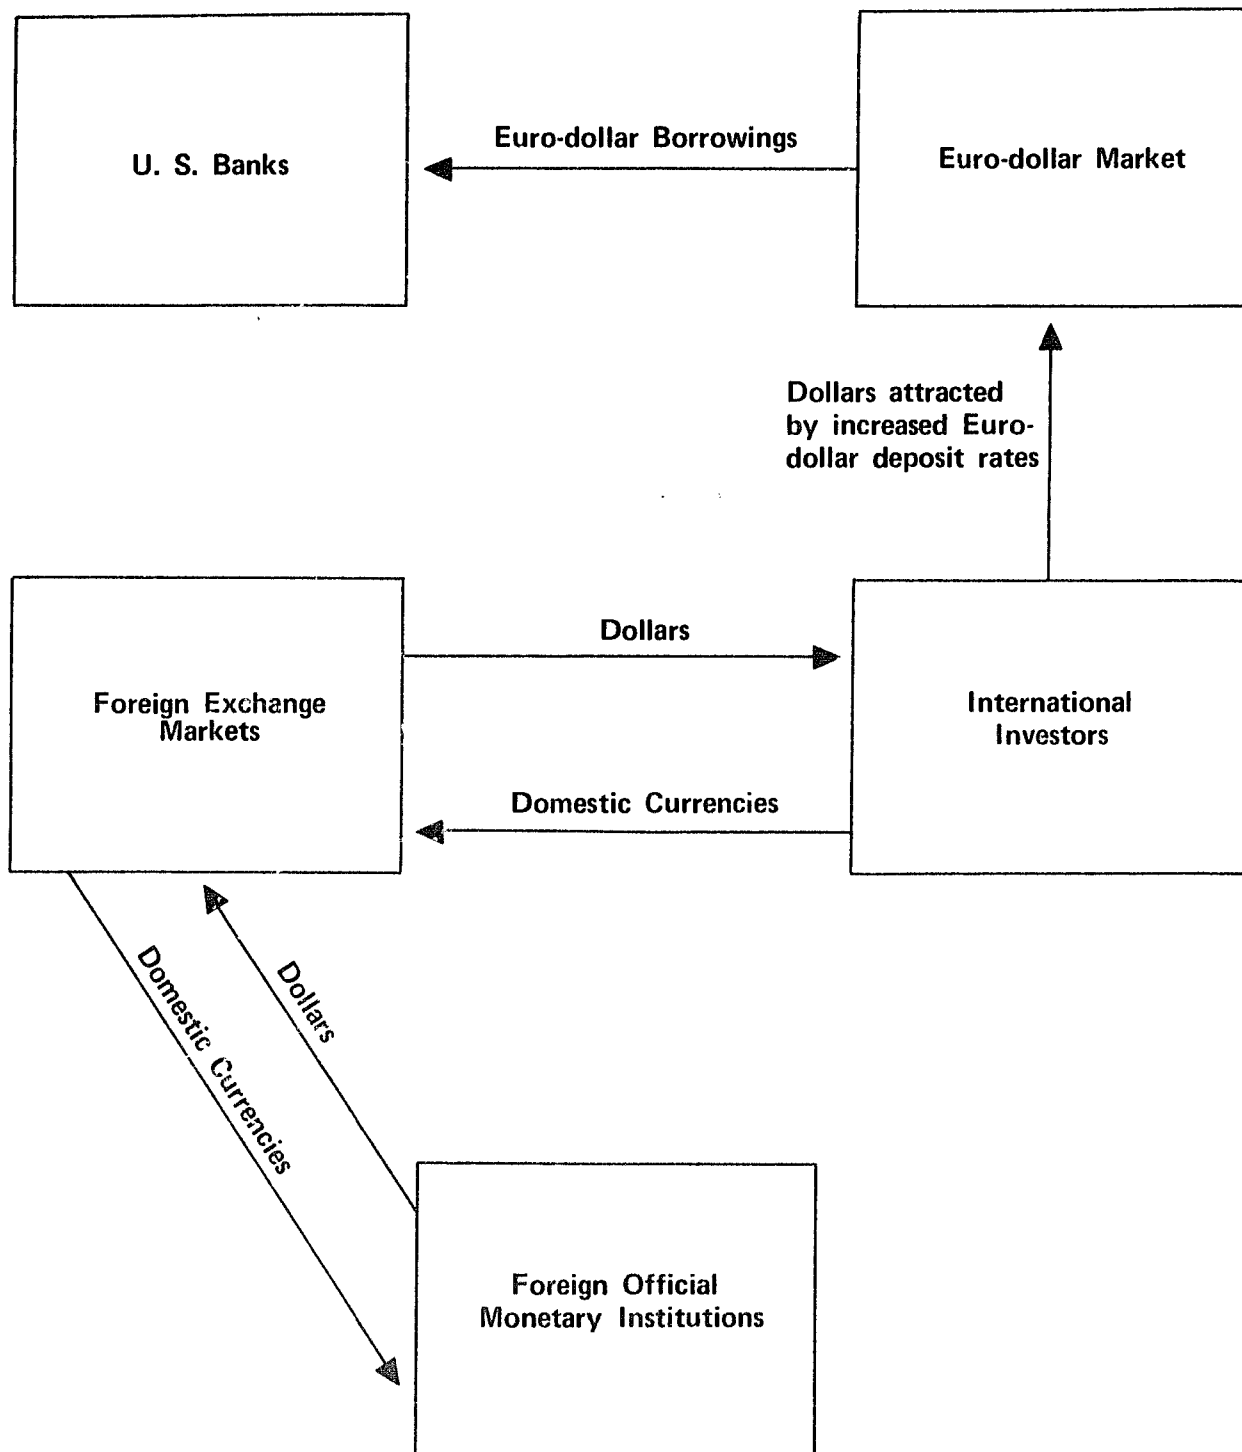 U. S. Banks
Euro-dollar Borrowings
Euro-dollar Market
Dollars attracted
by increased Euro-
dollar deposit rates
Foreign Exchange
Markets
Dollars
International
Investors
Domestic Currencies
Domestic Currencies
Dollars
Foreign Official
Monetary Institutions